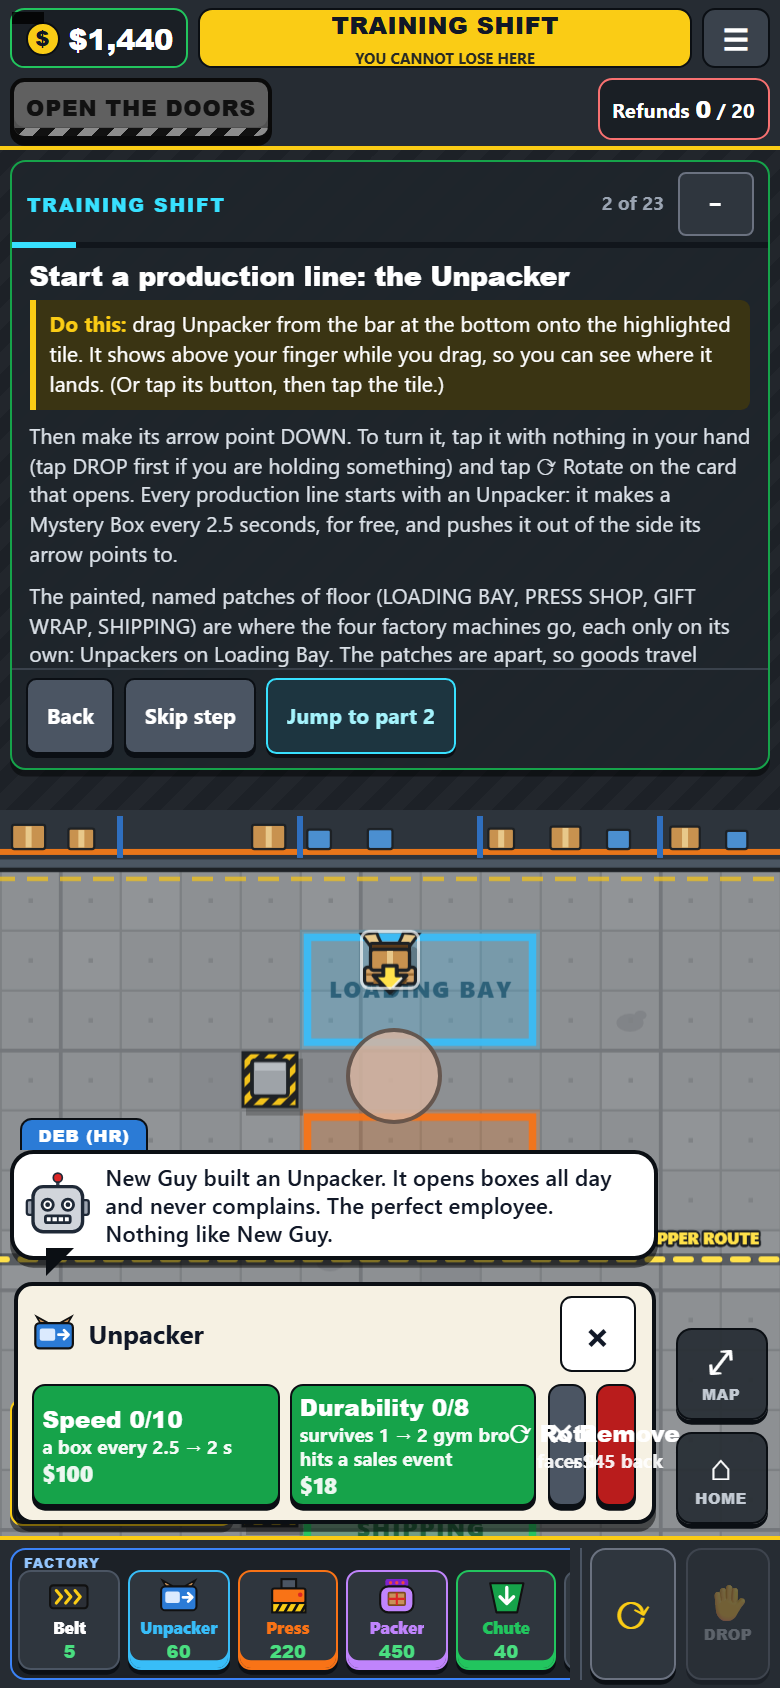 $1,440
TRAINING SHIFT
YOU CANNOT LOSE HERE
OPEN THE DOORS
Refunds 0 / 20
TRAINING SHIFT
2 of 23
Start a production line: the Unpacker
Do this: drag Unpacker from the bar at the bottom onto the highlighted
tile. It shows above your finger while you drag, so you can see where it
lands. (Or tap its button, then tap the tile.)
Then make its arrow point DOWN. To turn it, tap it with nothing in your hand
(tap DROP first if you are holding something) and tap ⟳ Rotate on the card
that opens. Every production line starts with an Unpacker: it makes a
Mystery Box every 2.5 seconds, for free, and pushes it out of the side its
arrow points to.
The painted, named patches of floor (LOADING BAY, PRESS SHOP, GIFT
WRAP, SHIPPING) are where the four factory machines go, each only on its
own: Unpackers on Loading Bay. The patches are apart, so goods travel
Back
Skip step
Jump to part 2
LOADING BAY
DEB (HR)
New Guy built an Unpacker. It opens boxes all day
and never complains. The perfect employee.
Nothing like New Guy.
PPER ROUTE
Unpacker
×
Speed 0/10
a box every 2.5 → 2 s
$100
Durability 0/8
survives 1 → 2 gym bro
hits a sales event
$18
Remove
$45 back
MAP
HOME
SHIPPING
FACTORY
Belt
5
Unpacker
60
Press
220
Packer
450
Chute
40
DROP